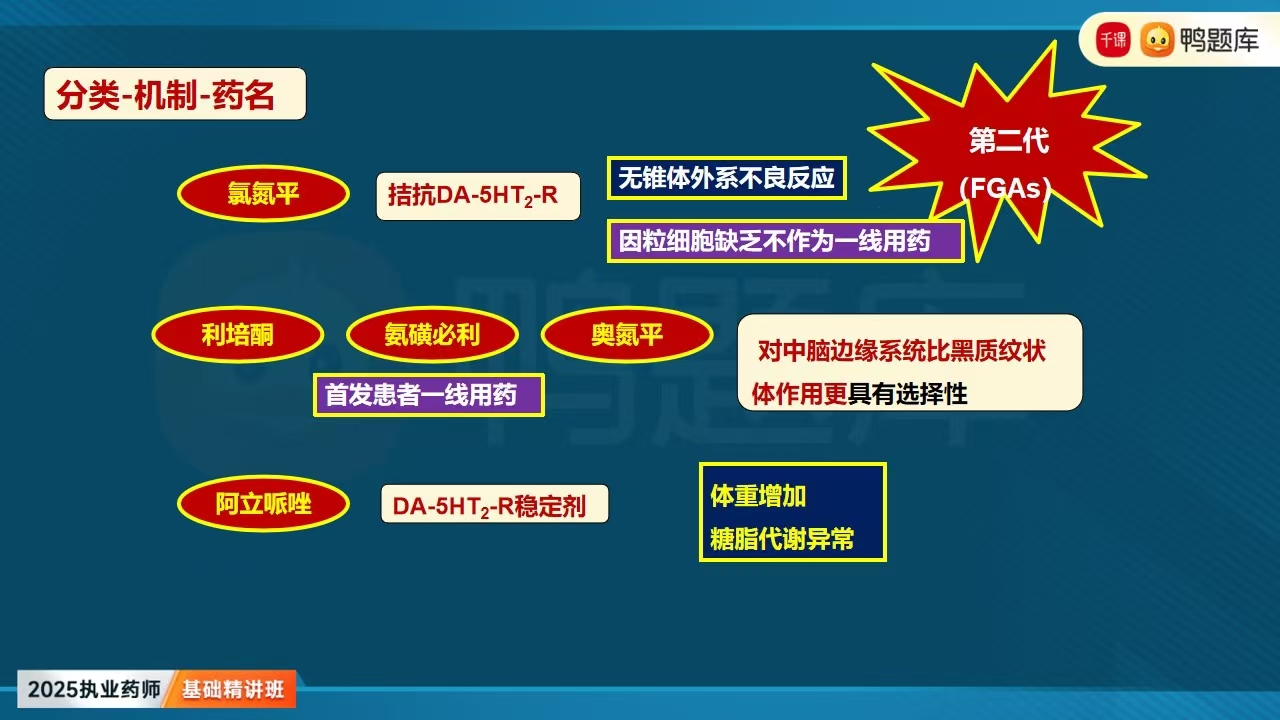 千课 鸭题库
分类-机制-药名
第二代
（FGAs）
氯氮平
拮抗DA-5HT2-R
无锥体外系不良反应
因粒细胞缺乏不作为一线用药
利培酮
氨磺必利
奥氮平
对中脑边缘系统比黑质纹状
体作用更具有选择性
首发患者一线用药
阿立哌唑
DA-5HT2-R稳定剂
体重增加
糖脂代谢异常
鸭题库
2025执业药师 基础精讲班